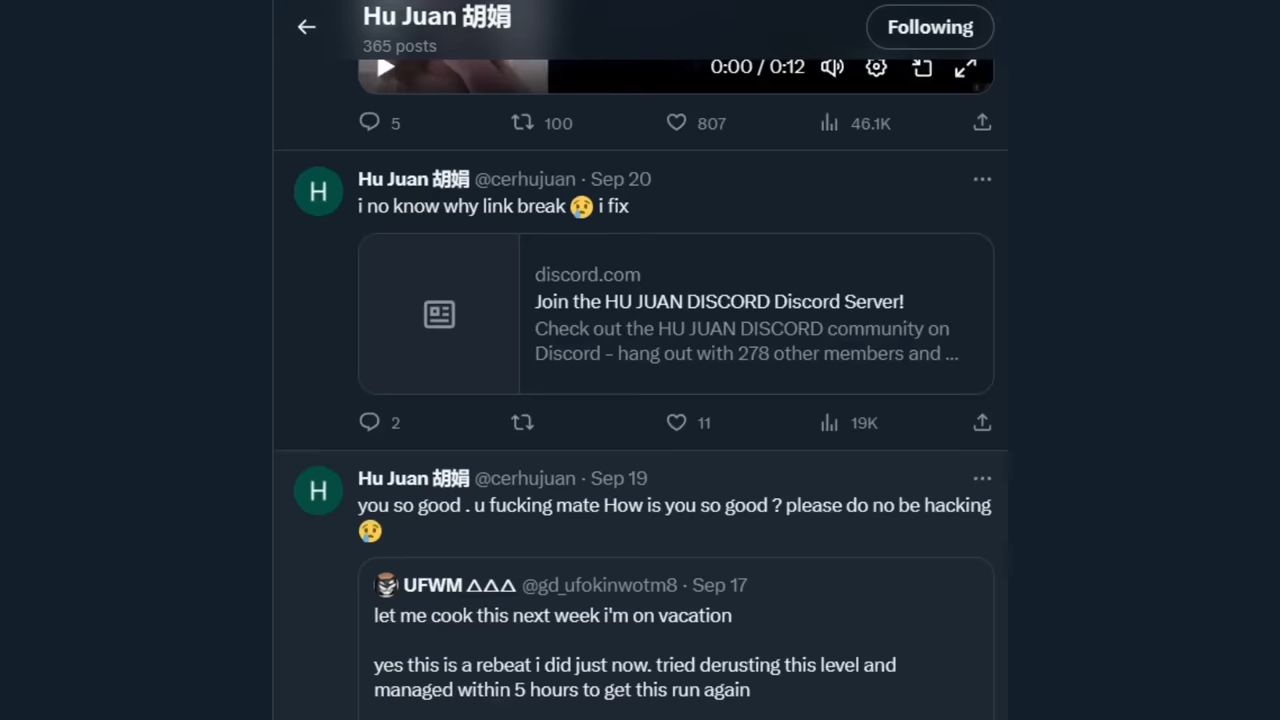 Hu Juan 胡娟
Following
365 posts
0:00 / 0:12
5
100
807
46.1K
Hu Juan 胡娟 @cerhujuan · Sep 20
i no know why link break 😢 i fix
discord.com
Join the HU JUAN DISCORD Discord Server!
Check out the HU JUAN DISCORD community on
Discord - hang out with 278 other members and ...
2
11
19K
H
Hu Juan 胡娟 @cerhujuan · Sep 19
you so good . u fucking mate How is you so good ? please do no be hacking
😢
H
UFWM △△△ @gd_ufokinwotm8 · Sep 17
let me cook this next week i'm on vacation
yes this is a rebeat i did just now. tried derusting this level and
managed within 5 hours to get this run again